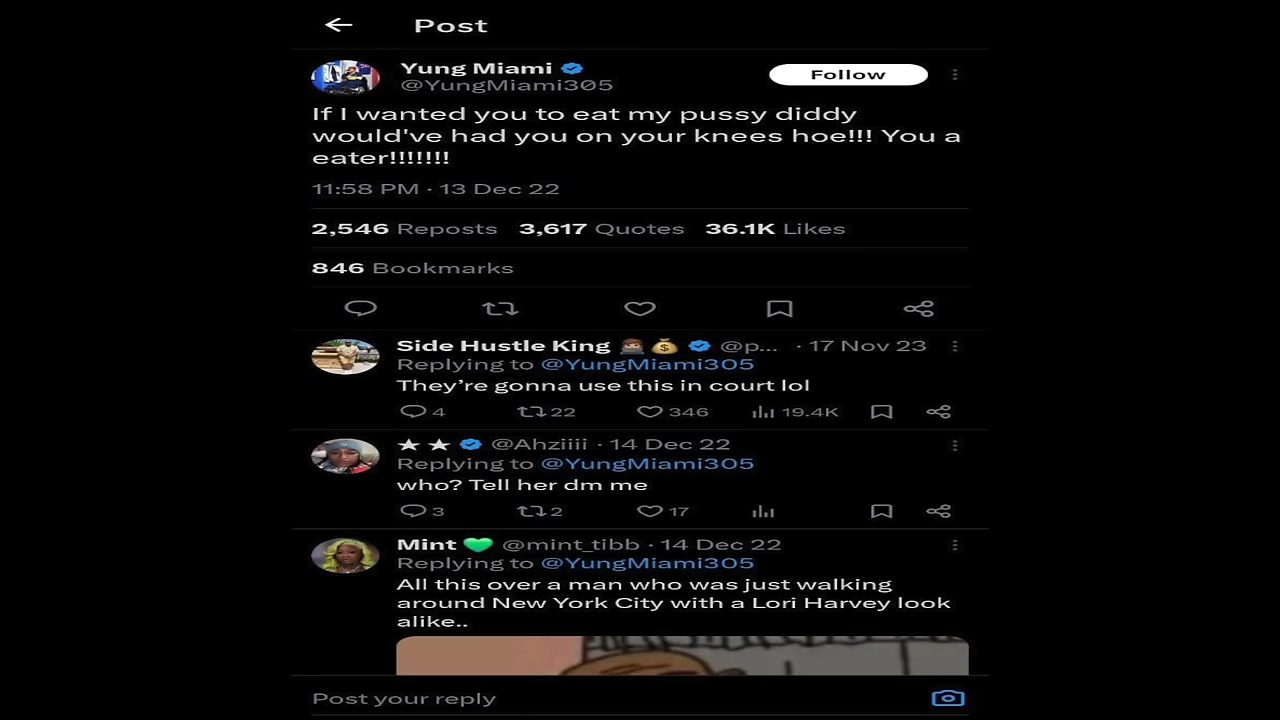 Post
Yung Miami
Follow
@YungMiami305
If I wanted you to eat my pussy diddy
would've had you on your knees hoe!!! You a
eater!!!!!!!
11:58 PM · 13 Dec 22
2,546 Reposts 3,617 Quotes 36.1K Likes
846 Bookmarks
Side Hustle King @p... · 17 Nov 23
Replying to @YungMiami305
They're gonna use this in court lol
4 22 346 19.4K
@Ahziiii · 14 Dec 22
Replying to @YungMiami305
who? Tell her dm me
3 2 17
Mint @mint_tibb · 14 Dec 22
Replying to @YungMiami305
All this over a man who was just walking
around New York City with a Lori Harvey look
alike..
Post your reply